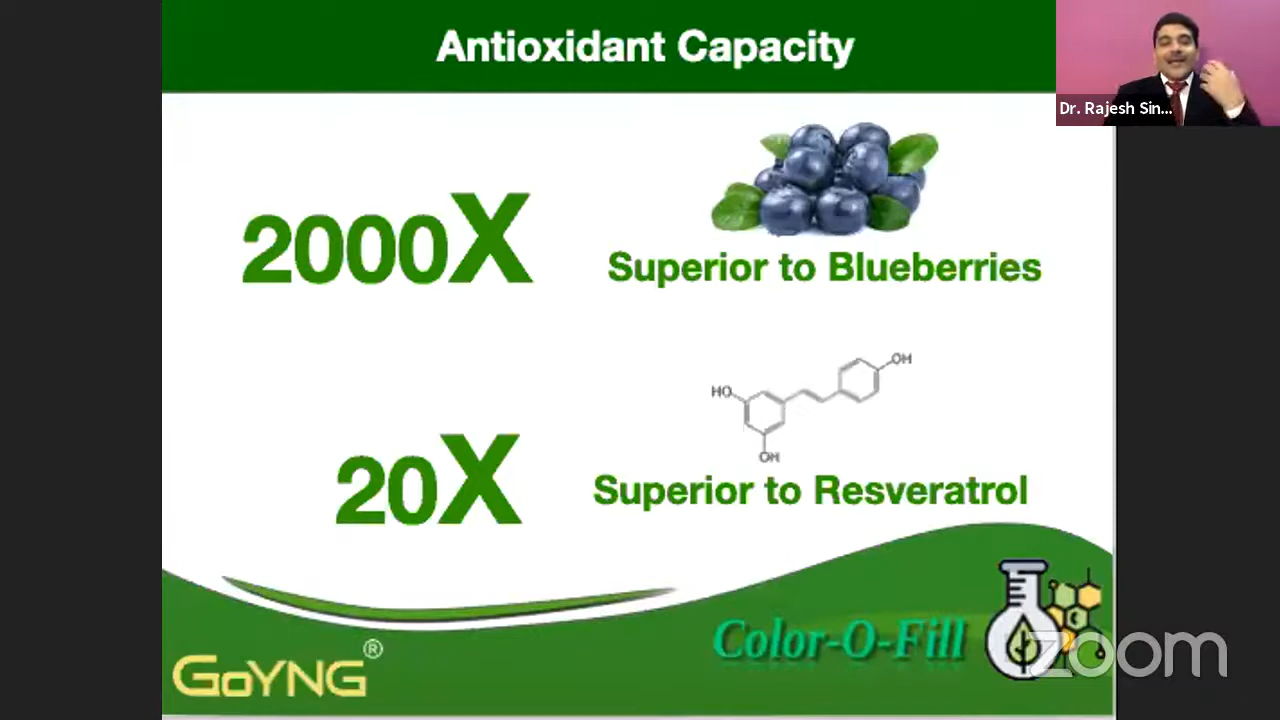 Antioxidant Capacity
Dr. Rajesh Sin...
2000X
Superior to Blueberries
HO
OH
OH
20X
Superior to Resveratrol
GoYNG®
Color-O-Fill
zoom